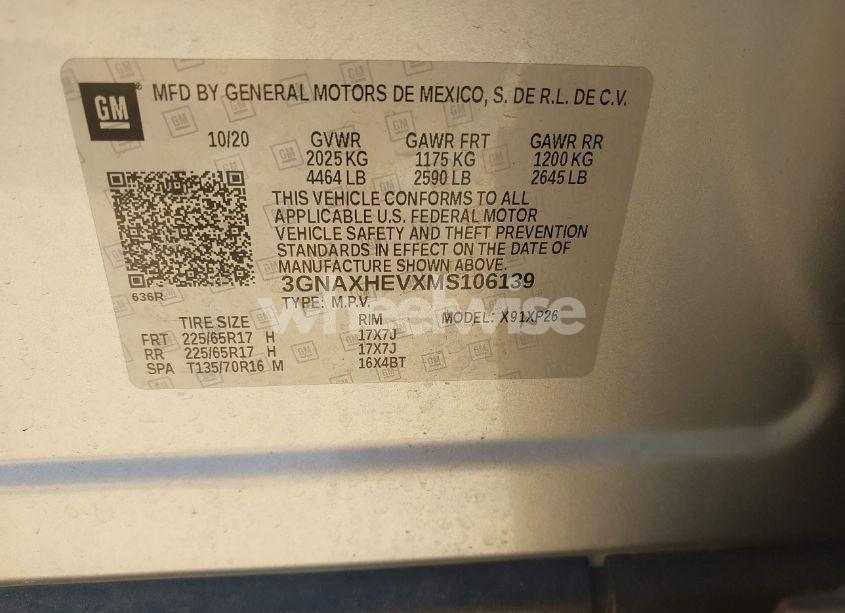 GM
MFD BY GENERAL MOTORS DE MEXICO, S. DE R.L. DE C.V.
10/20 GVWR GAWR FRT GAWR RR
2025 KG 1175 KG 1200 KG
4464 LB 2590 LB 2645 LB
THIS VEHICLE CONFORMS TO ALL
APPLICABLE U.S. FEDERAL MOTOR
VEHICLE SAFETY AND THEFT PREVENTION
STANDARDS IN EFFECT ON THE DATE OF
MANUFACTURE SHOWN ABOVE.
636R
3GNAXHEVXMS106139
TYPE: M.P.V. MODEL: X91XP26
wheelwise
TIRE SIZE RIM
FRT 225/65R17 H 17X7J
RR 225/65R17 H 17X7J
SPA T135/70R16 M 16X4BT